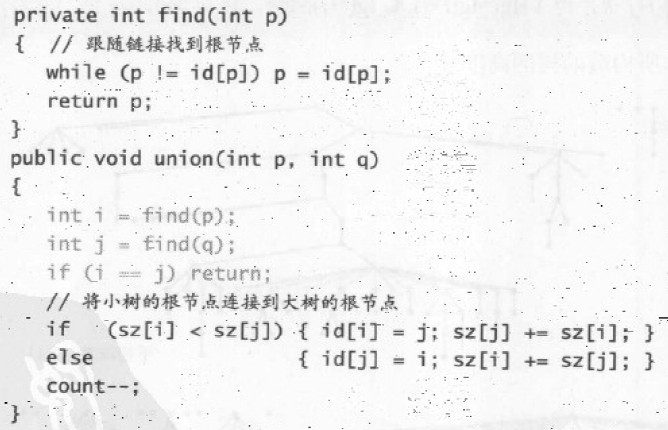 private int find(int p)
{  // 跟随链接找到根节点
   while (p != id[p]) p = id[p];
   return p;
}
public void union(int p, int q)
{
   int i = find(p);
   int j = find(q);
   if (i == j) return;
   // 将小树的根节点连接到大树的根节点
   if   (sz[i] < sz[j]) { id[i] = j; sz[j] += sz[i]; }
   else                 { id[j] = i; sz[i] += sz[j]; }
   count--;
}